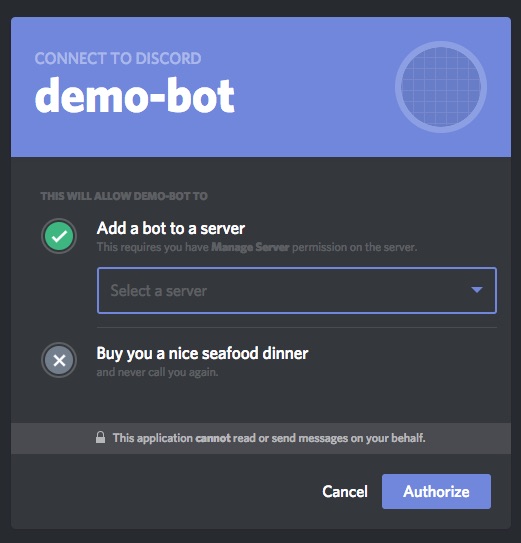 CONNECT TO DISCORD
demo-bot
THIS WILL ALLOW DEMO-BOT TO
Add a bot to a server
This requires you have Manage Server permission on the server.
Select a server
Buy you a nice seafood dinner
and never call you again.
This application cannot read or send messages on your behalf.
Cancel
Authorize